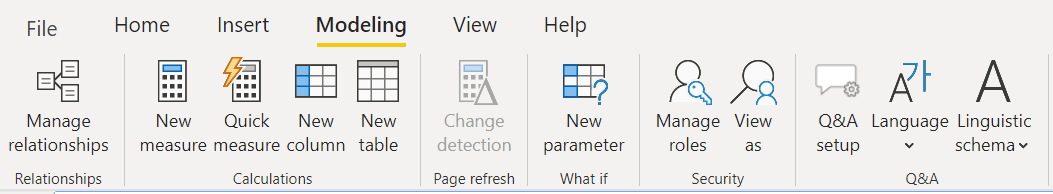 File Home Insert Modeling View Help
Manage New Quick New New Change New Manage View Q&A Language Linguistic
relationships measure measure column table detection parameter roles as setup schema
Relationships Calculations Page refresh What if Security Q&A